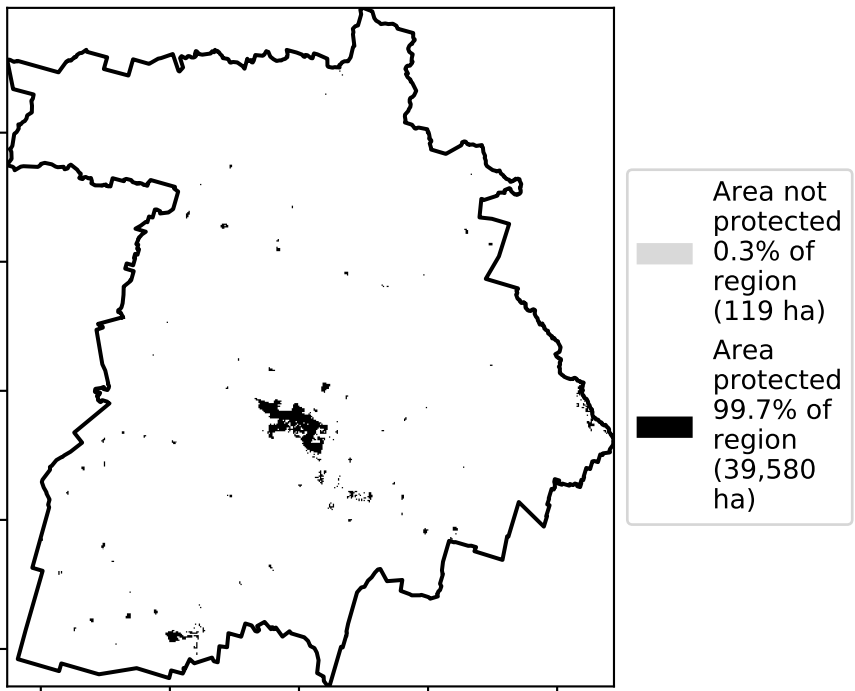 Area not
protected
0.3% of
region
(119 ha)
Area
protected
99.7% of
region
(39,580
ha)